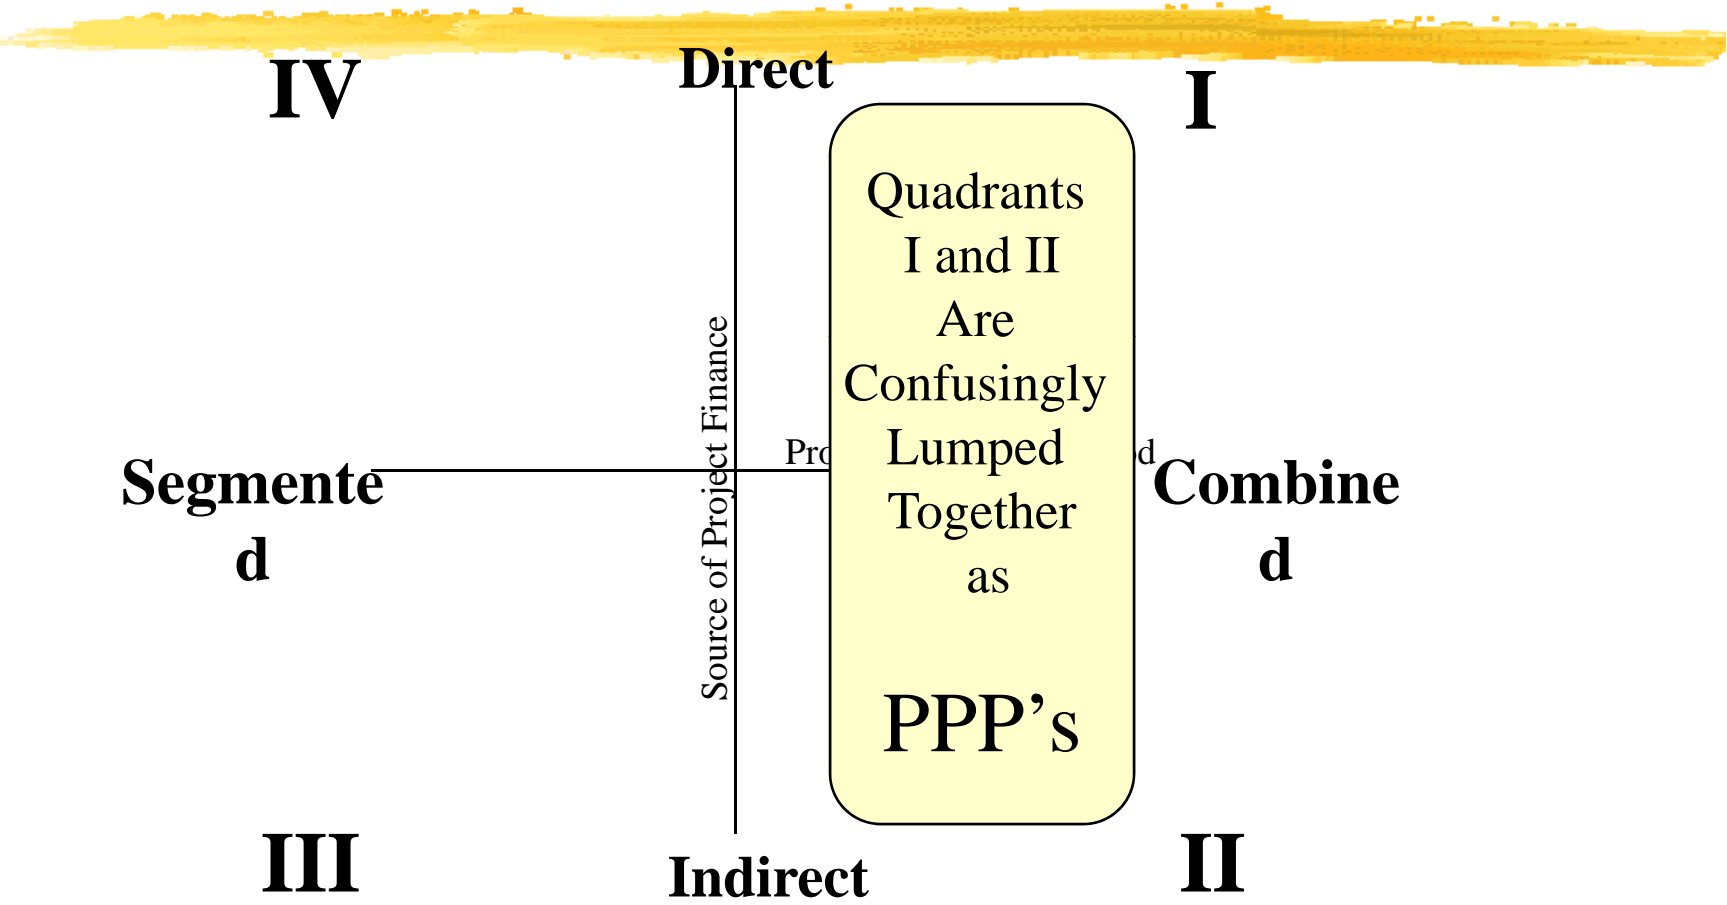 IV
Direct
I
Quadrants
I and II
Are
Confusingly
Lumped
Together
as
PPP's
Source of Project Finance
Segmente
d
Combine
d
III
Indirect
II